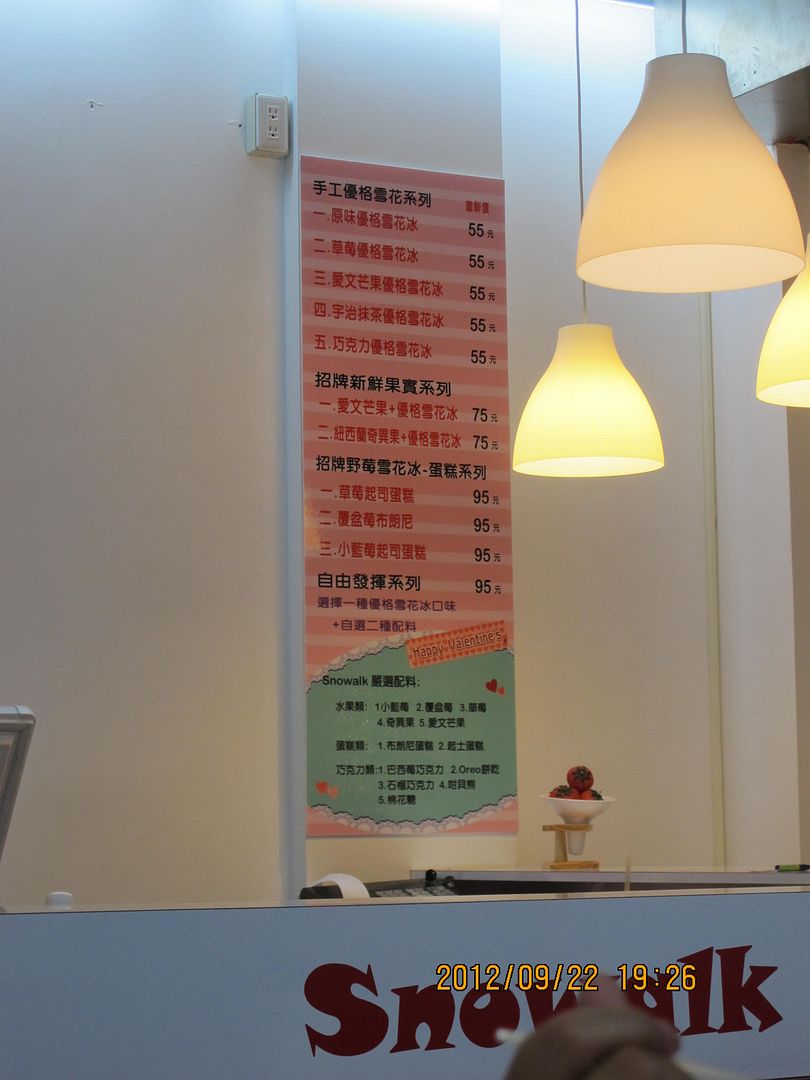 手工優格雪花系列 嘗鮮價
一.原味優格雪花冰 55元
二.草莓優格雪花冰 55元
三.愛文芒果優格雪花冰 55元
四.宇治抹茶優格雪花冰 55元
五.巧克力優格雪花冰 55元
招牌新鮮果實系列
一.愛文芒果+優格雪花冰 75元
二.紐西蘭奇異果+優格雪花冰 75元
招牌野莓雪花冰-蛋糕系列
一.草莓起司蛋糕 95元
二.覆盆莓布朗尼 95元
三.小藍莓起司蛋糕 95元
自由發揮系列 95元
選擇一種優格雪花冰口味
+自選二種配料
Happy Valentine's
Snowalk 嚴選配料:
水果類: 1小藍莓 2.覆盆莓 3.草莓
4.奇異果 5.愛文芒果
蛋糕類: 1.布朗尼蛋糕 2.起士蛋糕
巧克力類:1.巴西莓巧克力 2.Oreo餅乾
3.石榴巧克力 4.咁貝熊
5.棉花糖
Snowalk
2012/09/22 19:26